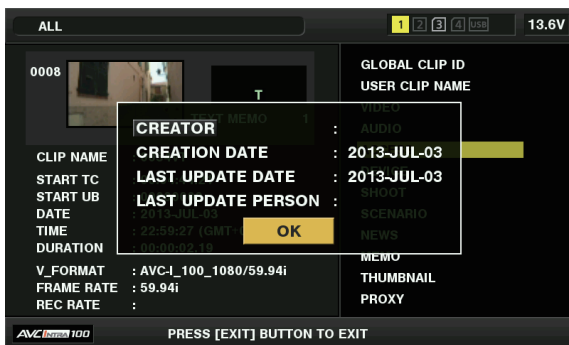 ALL
1 2 3 4 USB
13.6V
0008
T
TEXT MEMO 1
GLOBAL CLIP ID
USER CLIP NAME
VIDEO
AUDIO
SHOOT
SCENARIO
NEWS
MEMO
THUMBNAIL
PROXY
CREATOR :
CREATION DATE : 2013-JUL-03
LAST UPDATE DATE : 2013-JUL-03
LAST UPDATE PERSON :
OK
CLIP NAME
START TC
START UB
DATE : 2013-JUL-03
TIME : 22:59:27 (GMT
DURATION : 00:00:02.19
V_FORMAT : AVC-I_100_1080/59.94i
FRAME RATE : 59.94i
REC RATE :
AVC INTRA 100
PRESS [EXIT] BUTTON TO EXIT